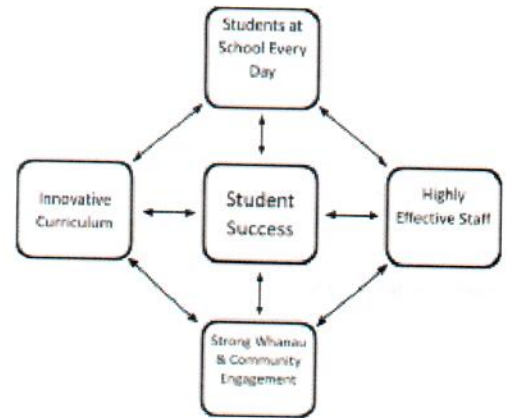 Students at
School Every
Day
Innovative
Curriculum
Student
Success
Highly
Effective Staff
Strong Whanau
& Community
Engagement